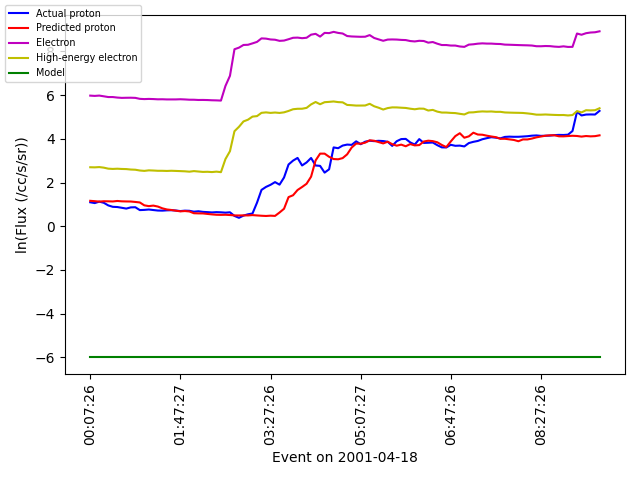 Actual proton
Predicted proton
Electron
High-energy electron
Model
8
6
4
2
0
−2
−4
−6
ln(Flux (/cc/s/sr))
00:07:26
01:47:27
03:27:26
05:07:27
06:47:26
08:27:26
Event on 2001-04-18